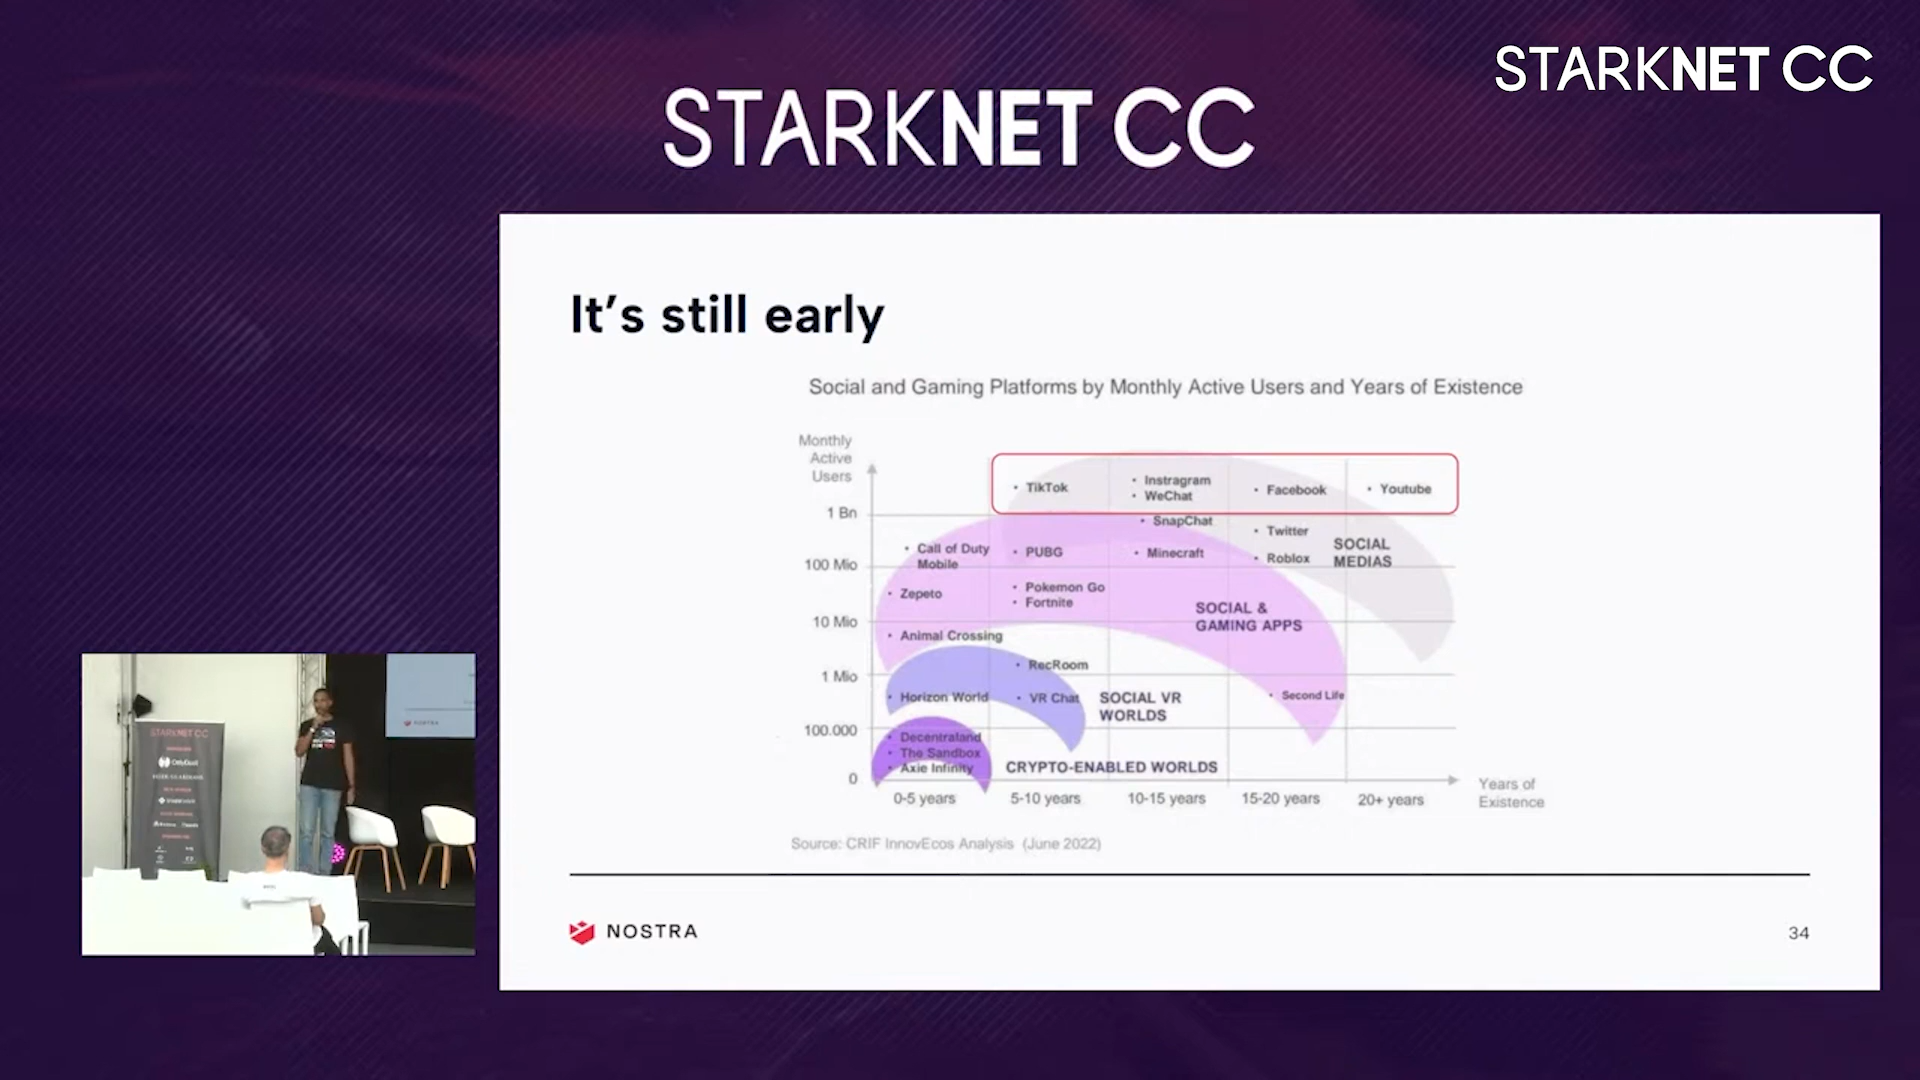 STARKNET CC
STARKNET CC
It's still early
Social and Gaming Platforms by Monthly Active Users and Years of Existence
Monthly
Active
Users
1 Bn
100 Mio
10 Mio
1 Mio
100.000
0
TikTok
Instragram
WeChat
Facebook
Youtube
SnapChat
Twitter
SOCIAL
MEDIAS
Call of Duty
Mobile
PUBG
Minecraft
Roblox
Zepeto
Pokemon Go
Fortnite
SOCIAL &
GAMING APPS
Animal Crossing
RecRoom
Horizon World
VR Chat
SOCIAL VR
WORLDS
Second Life
Decentraland
The Sandbox
Axie Infinity
CRYPTO-ENABLED WORLDS
0-5 years
5-10 years
10-15 years
15-20 years
20+ years
Years of
Existence
Source: CRIF InnovEcos Analysis (June 2022)
NOSTRA
34
STARKNET CC
NOSTRA